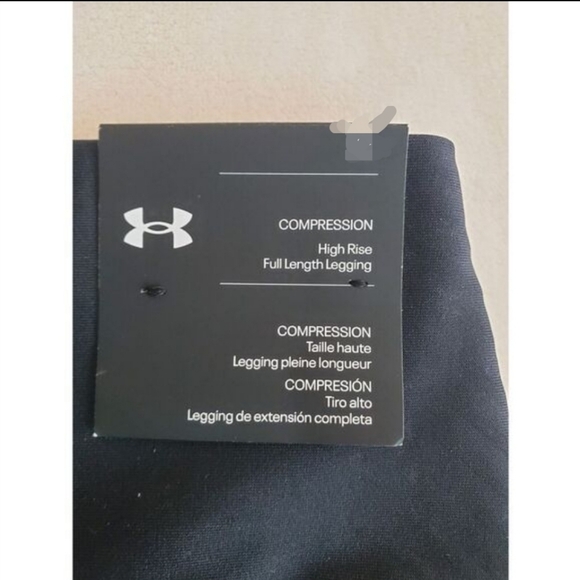 COMPRESSION
High Rise
Full Length Legging
COMPRESSION
Taille haute
Legging pleine longueur
COMPRESIÓN
Tiro alto
Legging de extensión completa